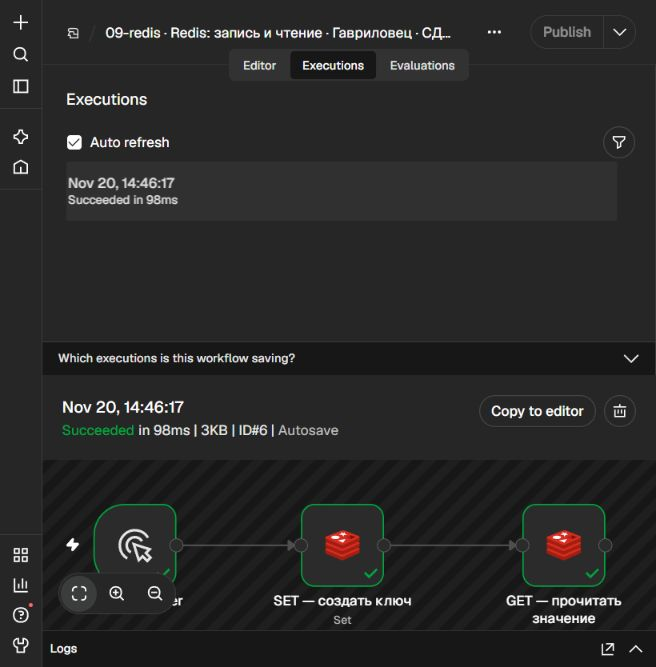 09-redis · Redis: запись и чтение · Гавриловец · СД...
Publish
Editor
Executions
Evaluations
Executions
Auto refresh
Nov 20, 14:46:17
Succeeded in 98ms
Which executions is this workflow saving?
Nov 20, 14:46:17
Copy to editor
Succeeded in 98ms | 3KB | ID#6 | Autosave
SET — создать ключ
Set
GET — прочитать
значение
Logs